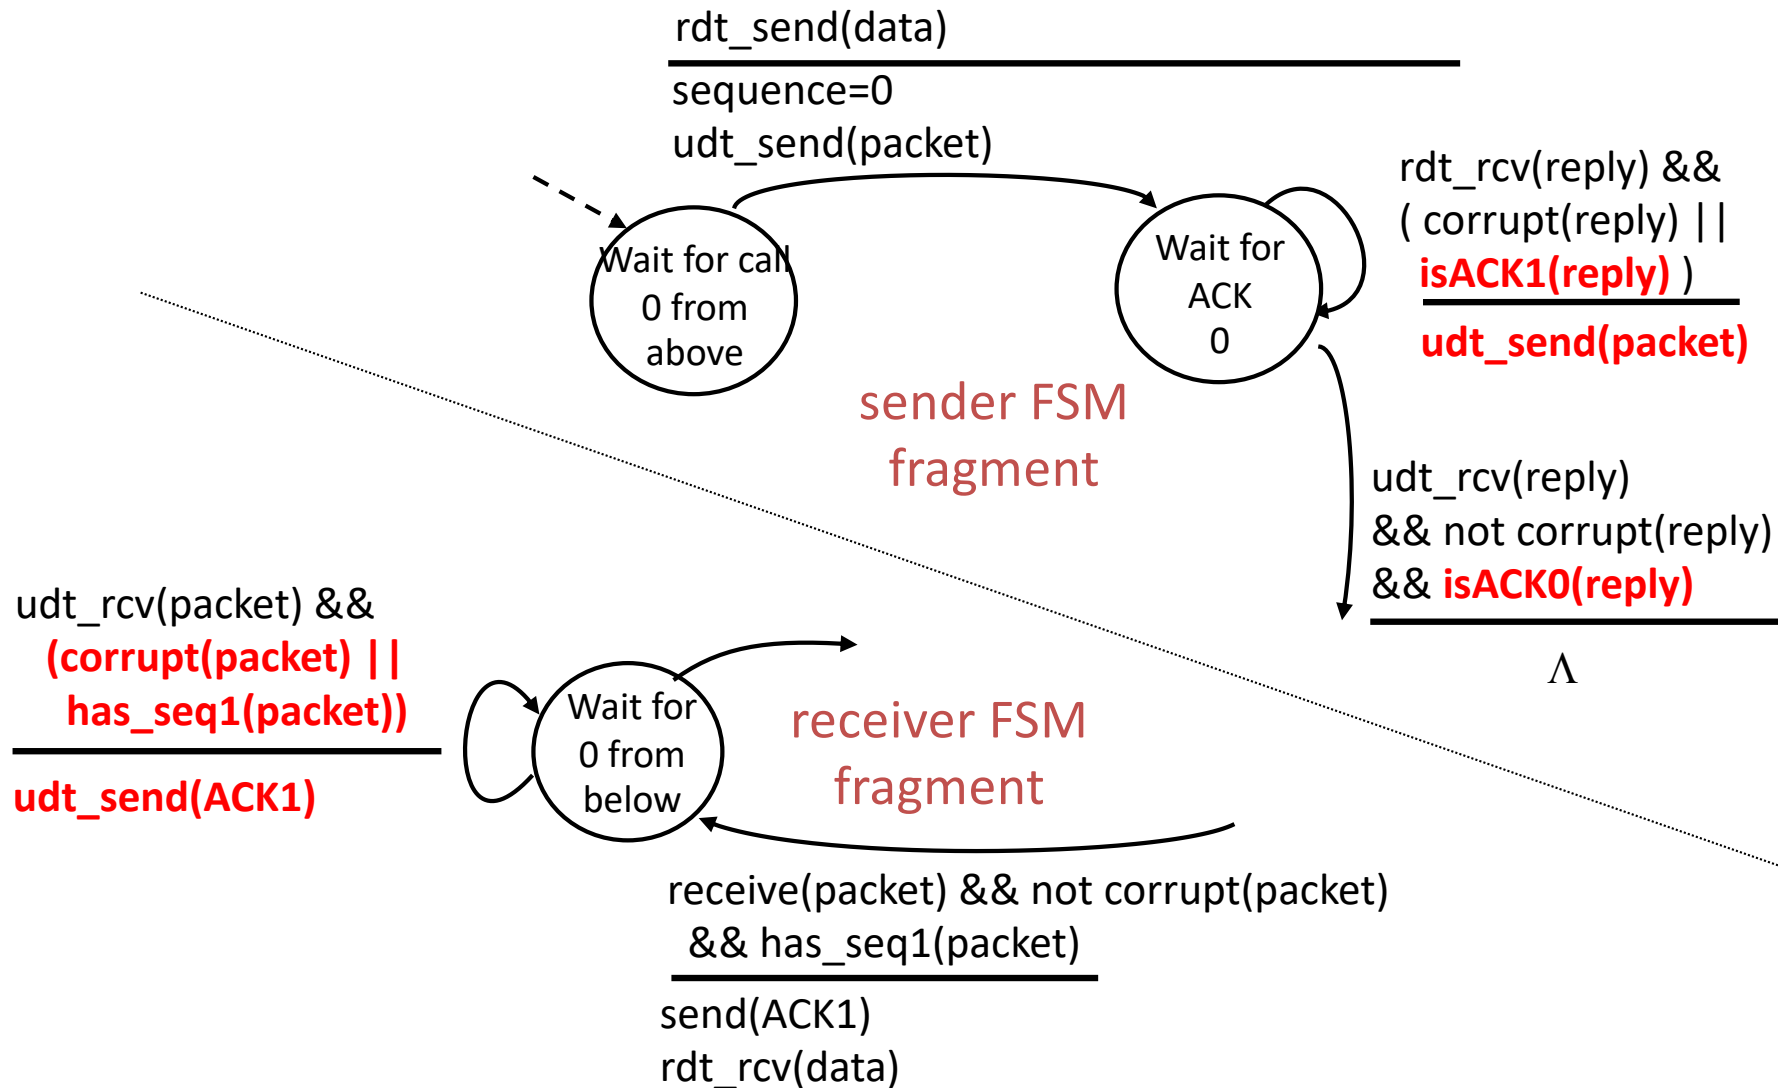 rdt_send(data)
sequence=0
udt_send(packet)
rdt_rcv(reply) &&
( corrupt(reply) ||
isACK1(reply) )
udt_send(packet)
Wait for call
0 from
above
Wait for
ACK
0
sender FSM
fragment
udt_rcv(reply)
&& not corrupt(reply)
&& isACK0(reply)
Λ
udt_rcv(packet) &&
(corrupt(packet) ||
has_seq1(packet))
udt_send(ACK1)
Wait for
0 from
below
receiver FSM
fragment
receive(packet) && not corrupt(packet)
&& has_seq1(packet)
send(ACK1)
rdt_rcv(data)